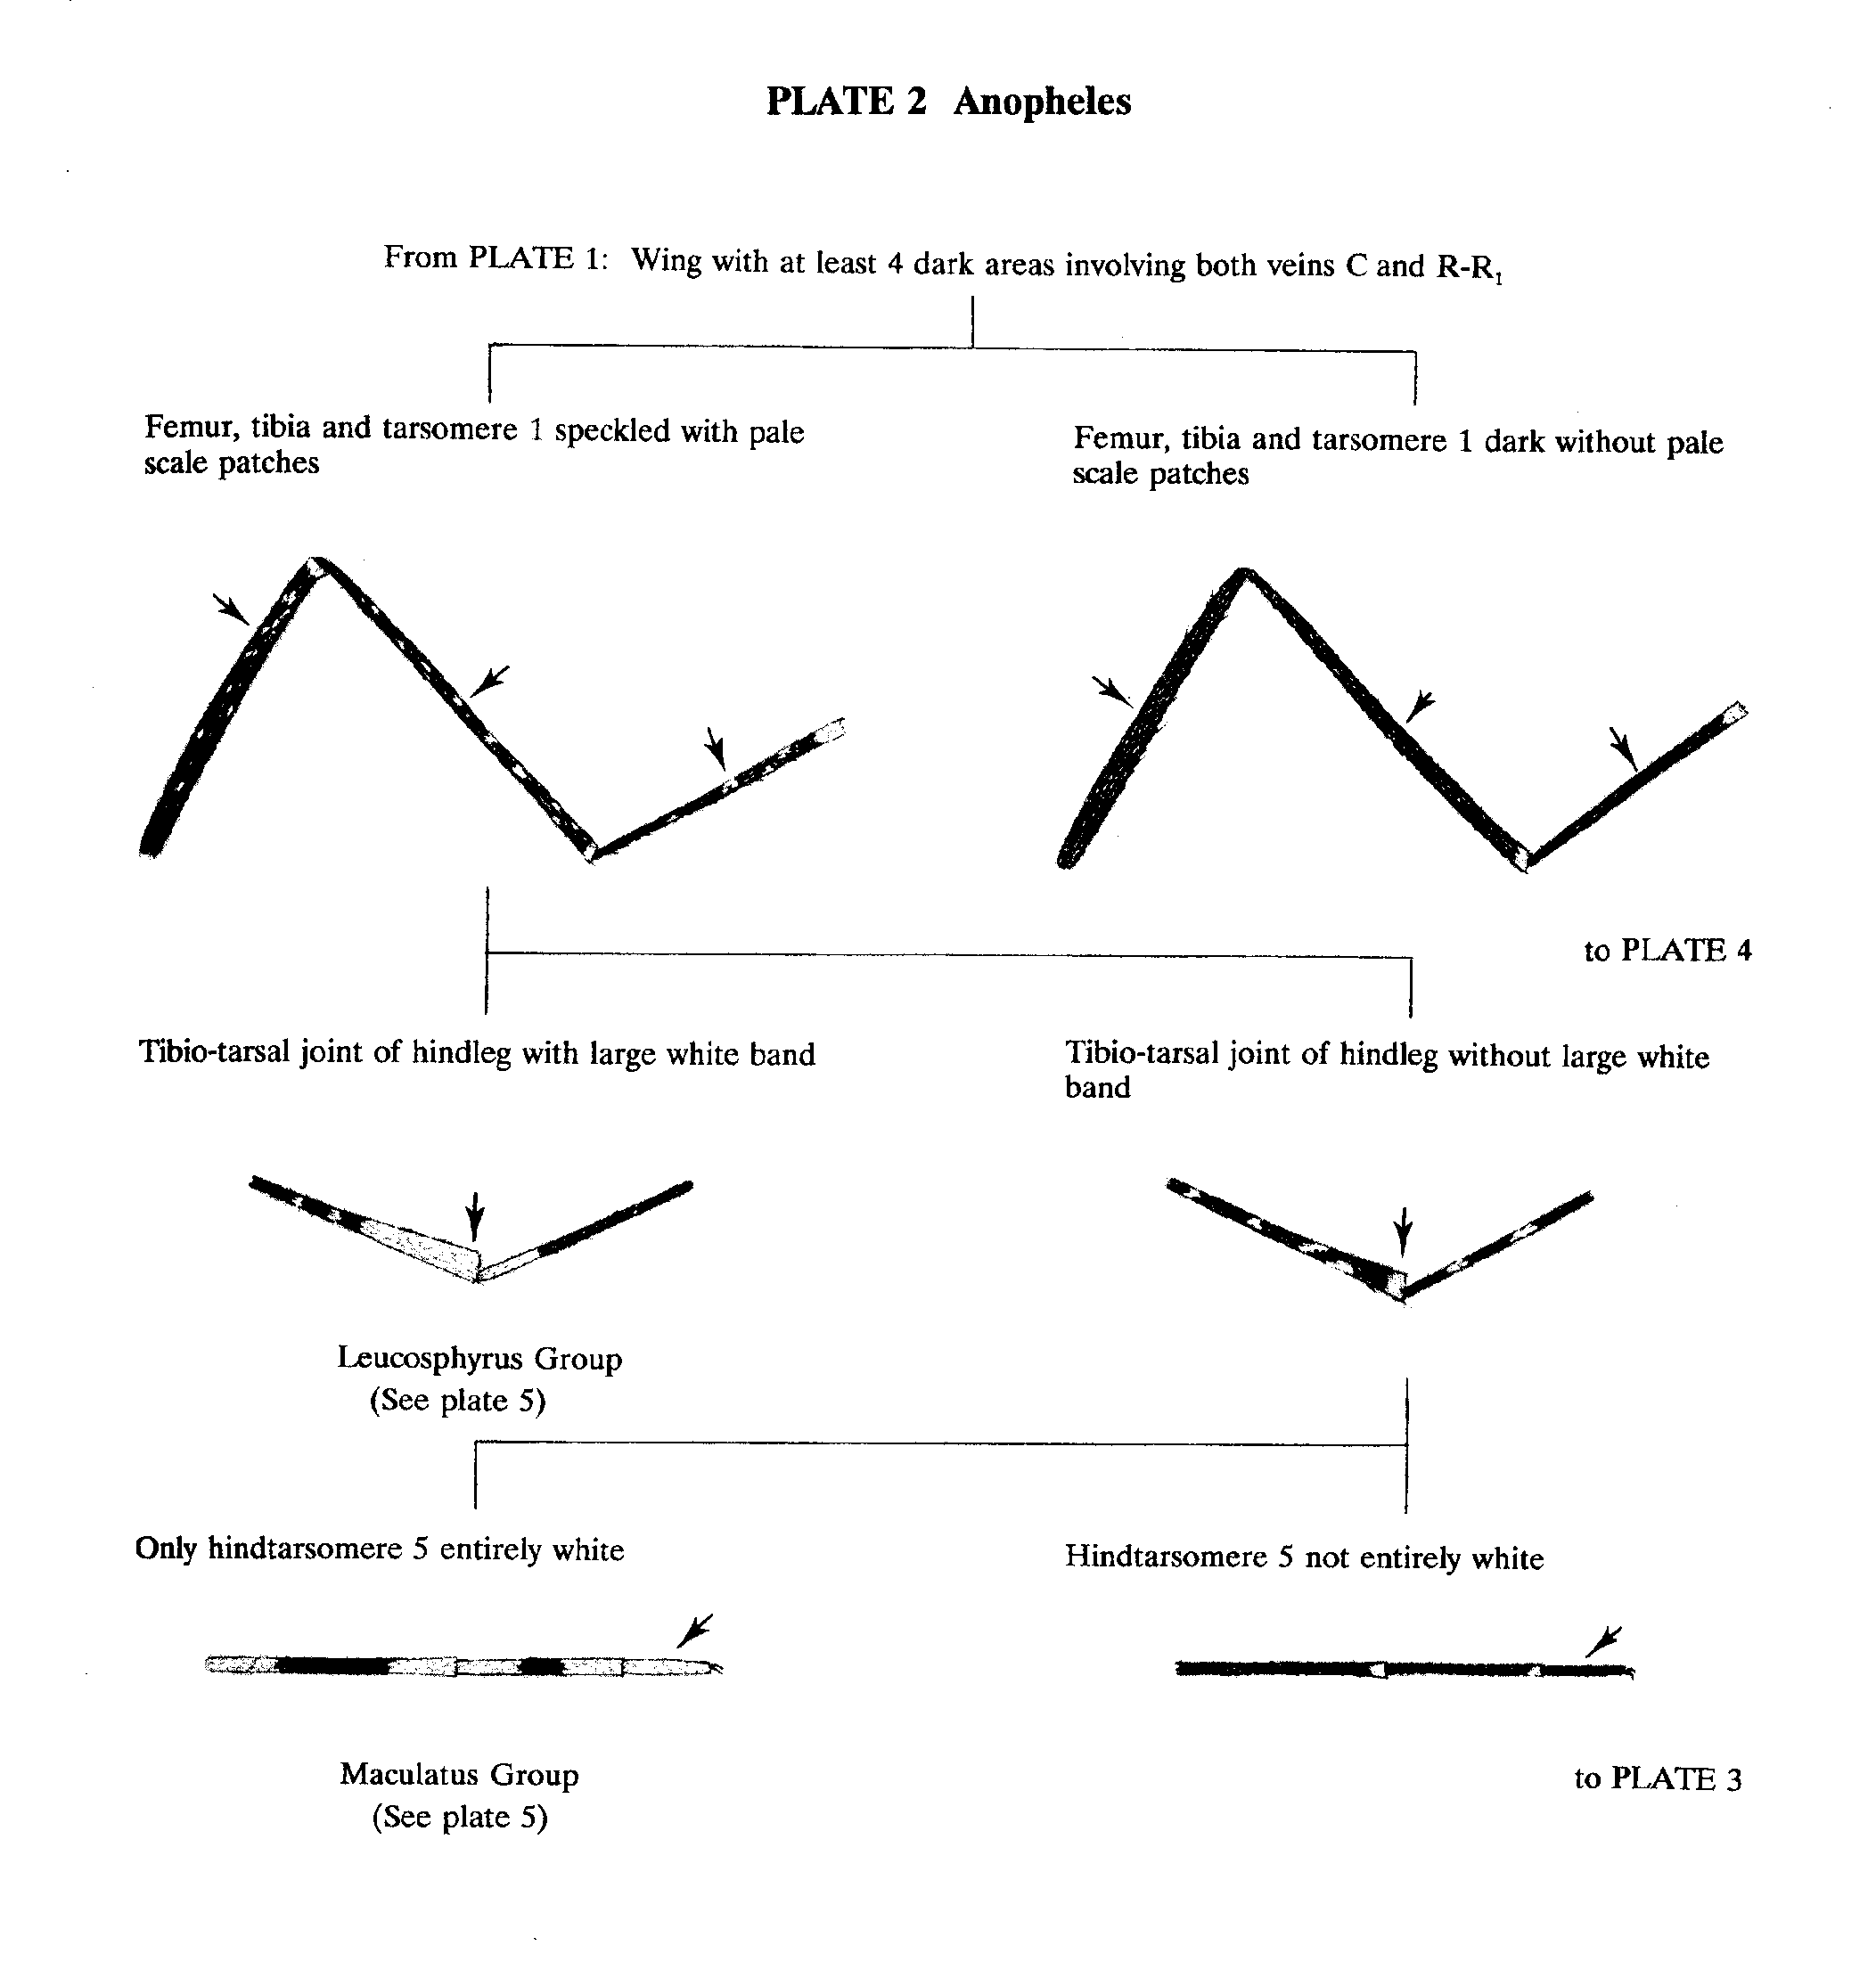 PLATE 2 Anopheles
From PLATE 1: Wing with at least 4 dark areas involving both veins C and R-R₁
Femur, tibia and tarsomere 1 speckled with pale
scale patches
Femur, tibia and tarsomere 1 dark without pale
scale patches
to PLATE 4
Tibio-tarsal joint of hindleg with large white band
Tibio-tarsal joint of hindleg without large white
band
Leucosphyrus Group
(See plate 5)
Only hindtarsomere 5 entirely white
Hindtarsomere 5 not entirely white
Maculatus Group
(See plate 5)
to PLATE 3